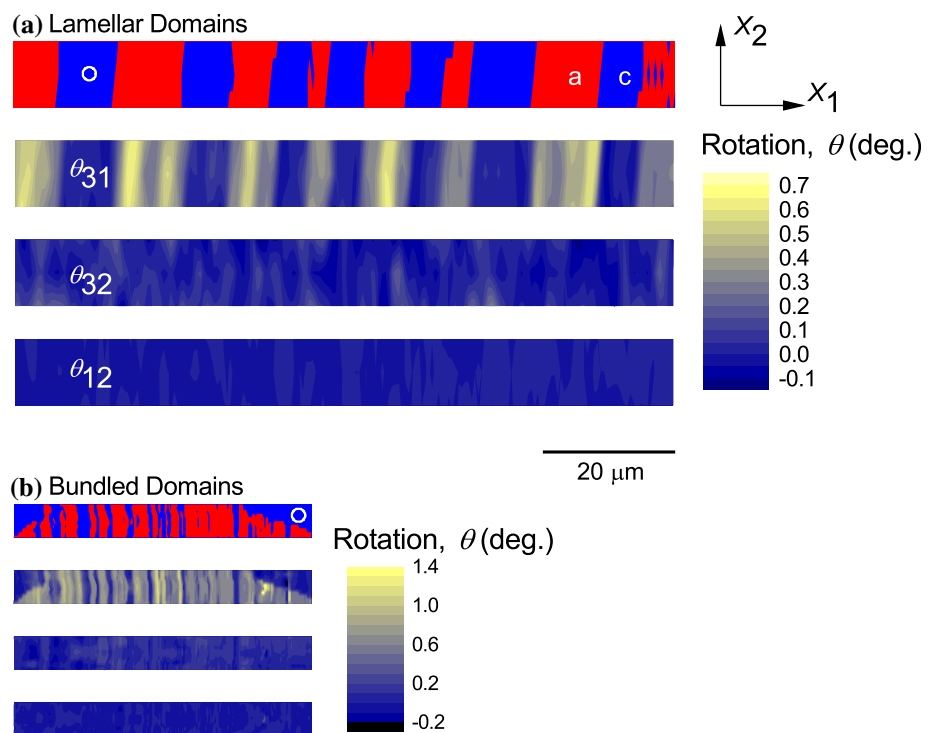 (a) Lamellar Domains
a
c
x2
x1
θ31
θ32
θ12
Rotation, θ (deg.)
0.7
0.6
0.5
0.4
0.3
0.2
0.1
0.0
-0.1
20 μm
(b) Bundled Domains
Rotation, θ (deg.)
1.4
1.0
0.6
0.2
-0.2